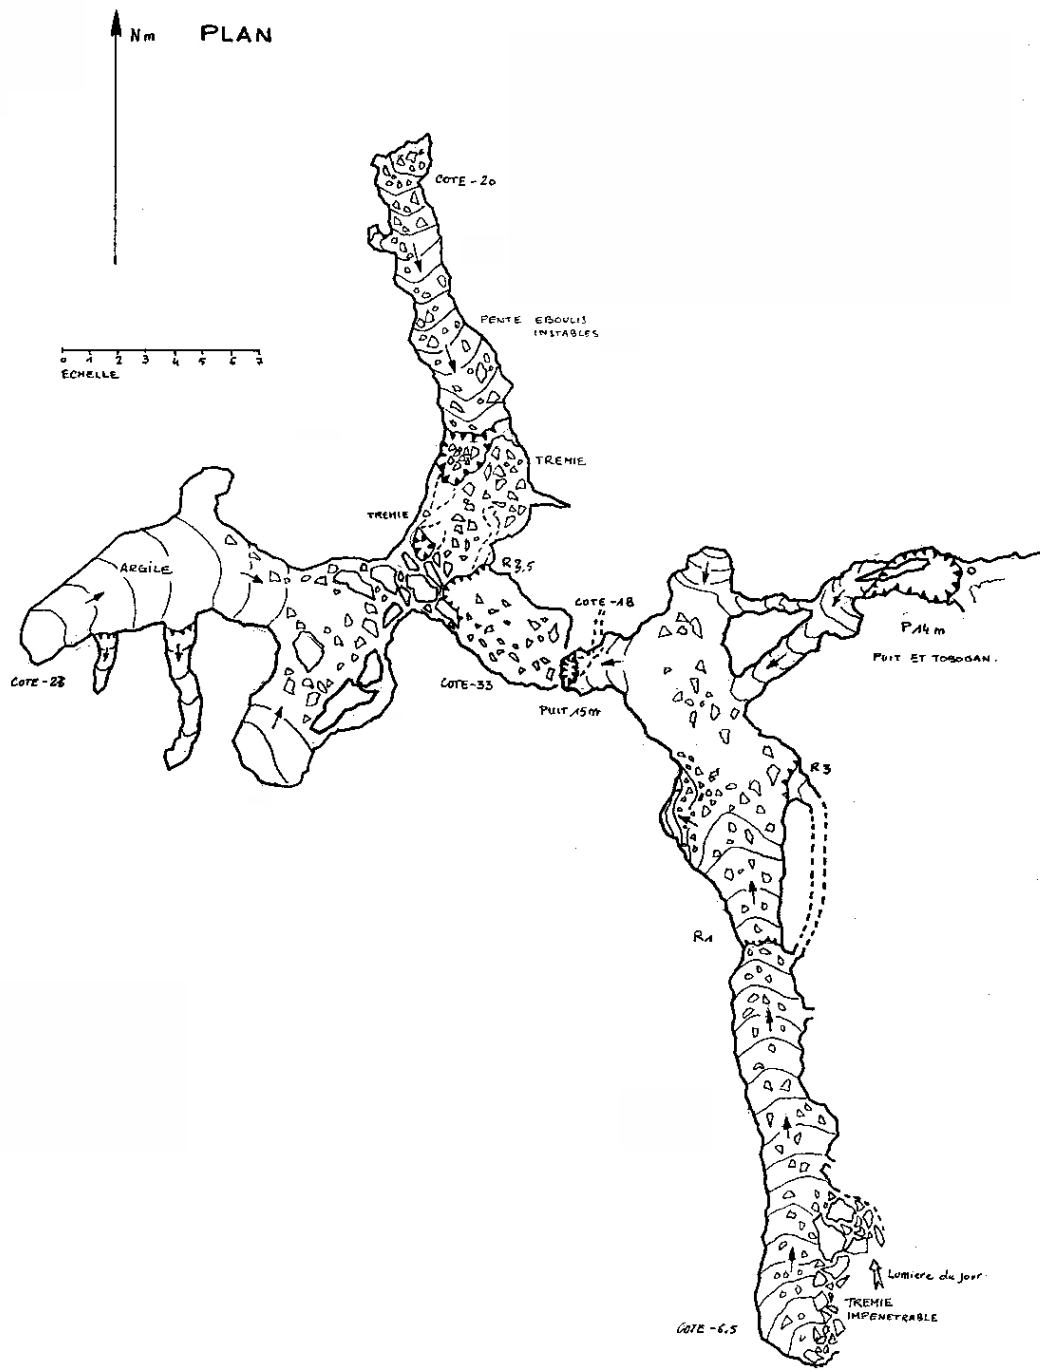 Nm PLAN
COTE -20
PENTE EBOULIS
INSTABLES
0 1 2 3 4 5 6 7
ECHELLE
TREMIE
TREMIE
R3,5
ARGILE
COTE -18
P 14 m
PUIT ET TOBOGAN.
COTE -23
COTE -33
PUIT 15m
R3
R1
Lumiere du jour.
TREMIE
IMPENETRABLE
COTE -6.5